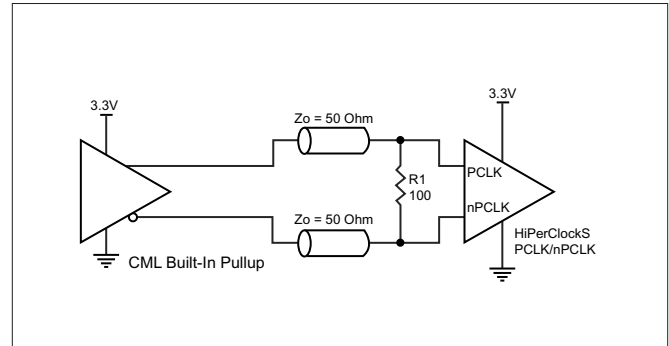 3.3V
3.3V
Zo = 50 Ohm
PCLK
R1
100
nPCLK
Zo = 50 Ohm
HiPerClockS
PCLK/nPCLK
CML Built-In Pullup